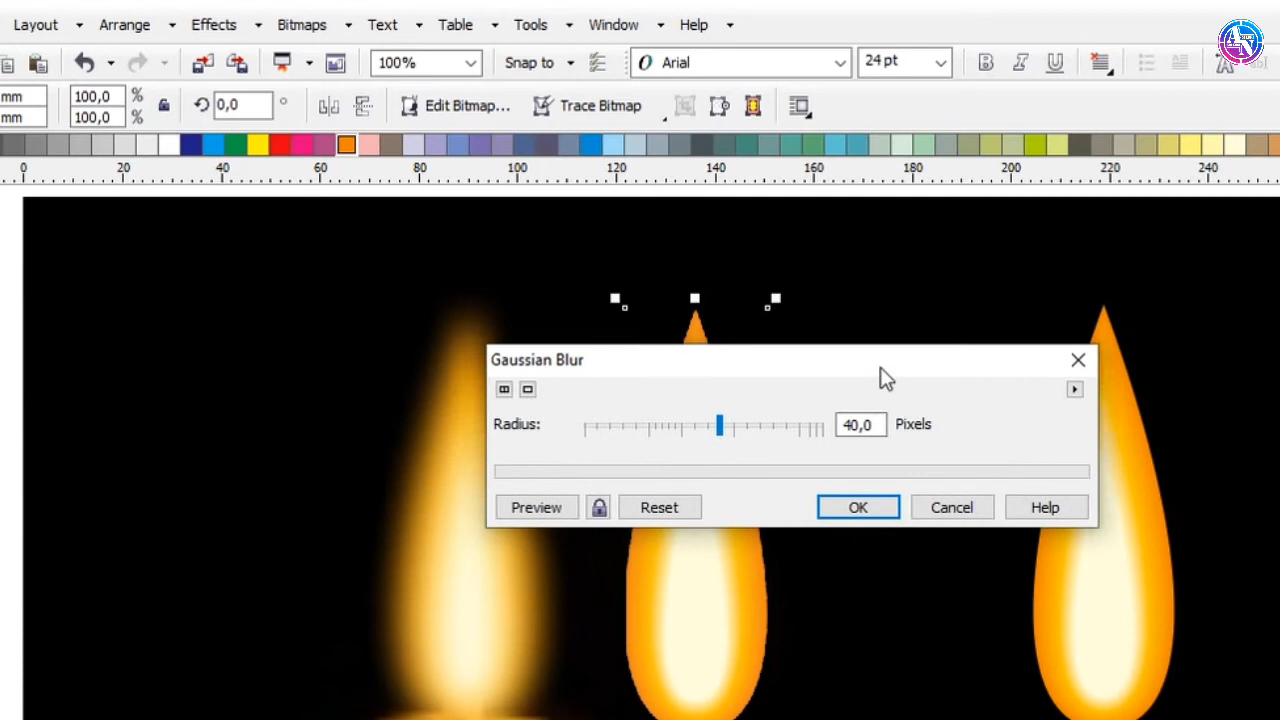 Layout Arrange Effects Bitmaps Text Table Tools Window Help
100% Snap to Arial 24 pt B I U
mm 100,0 %
mm 100,0 %
0,0 ° Edit Bitmap... Trace Bitmap
0 20 40 60 80 100 120 140 160 180 200 220 240
Gaussian Blur
Radius: 40,0 Pixels
Preview Reset OK Cancel Help